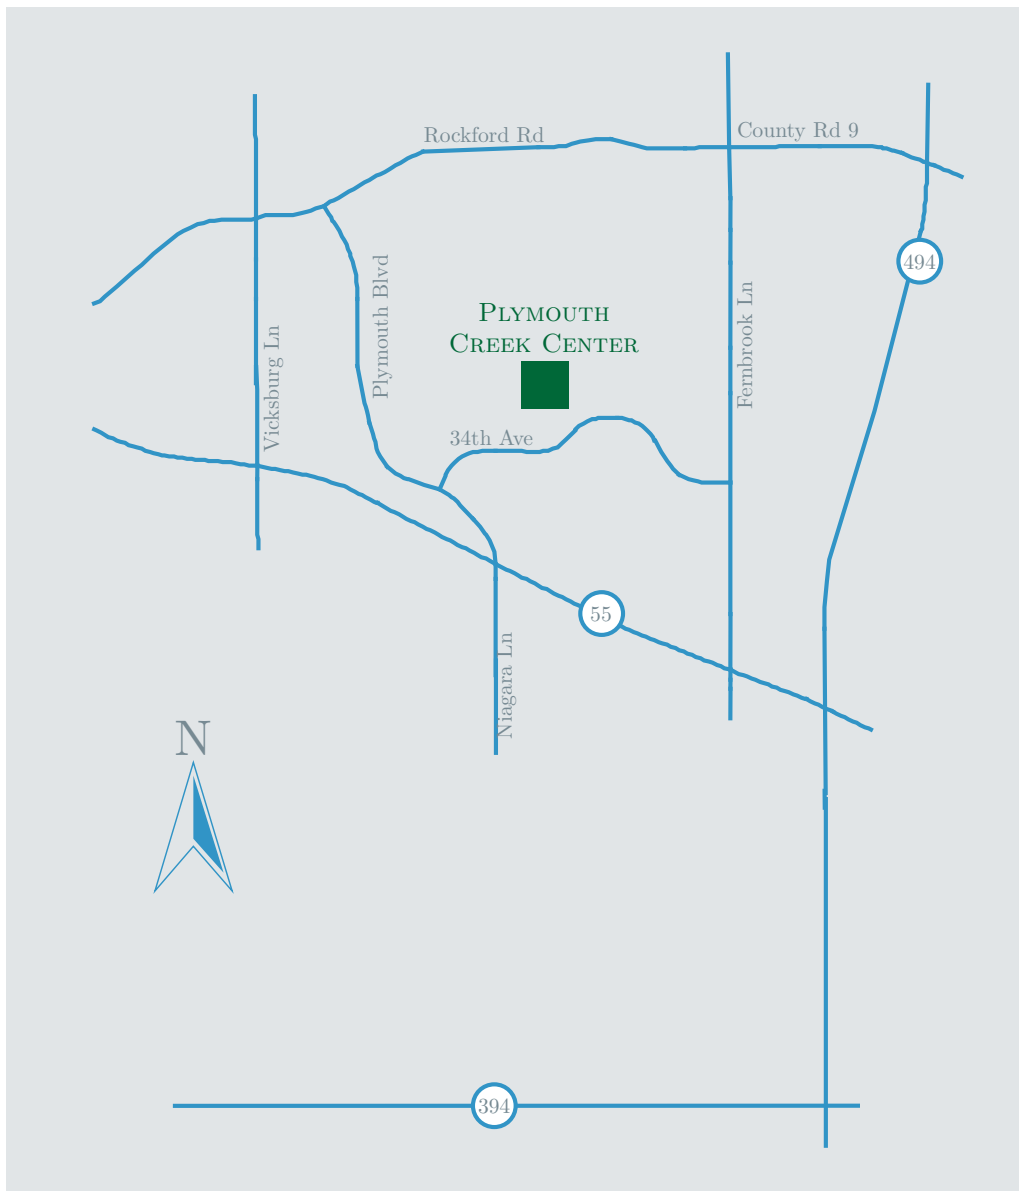 Rockford Rd
County Rd 9
494
Plymouth Blvd
Fernbrook Ln
Plymouth
Creek Center
Vicksburg Ln
34th Ave
55
Niagara Ln
N
394